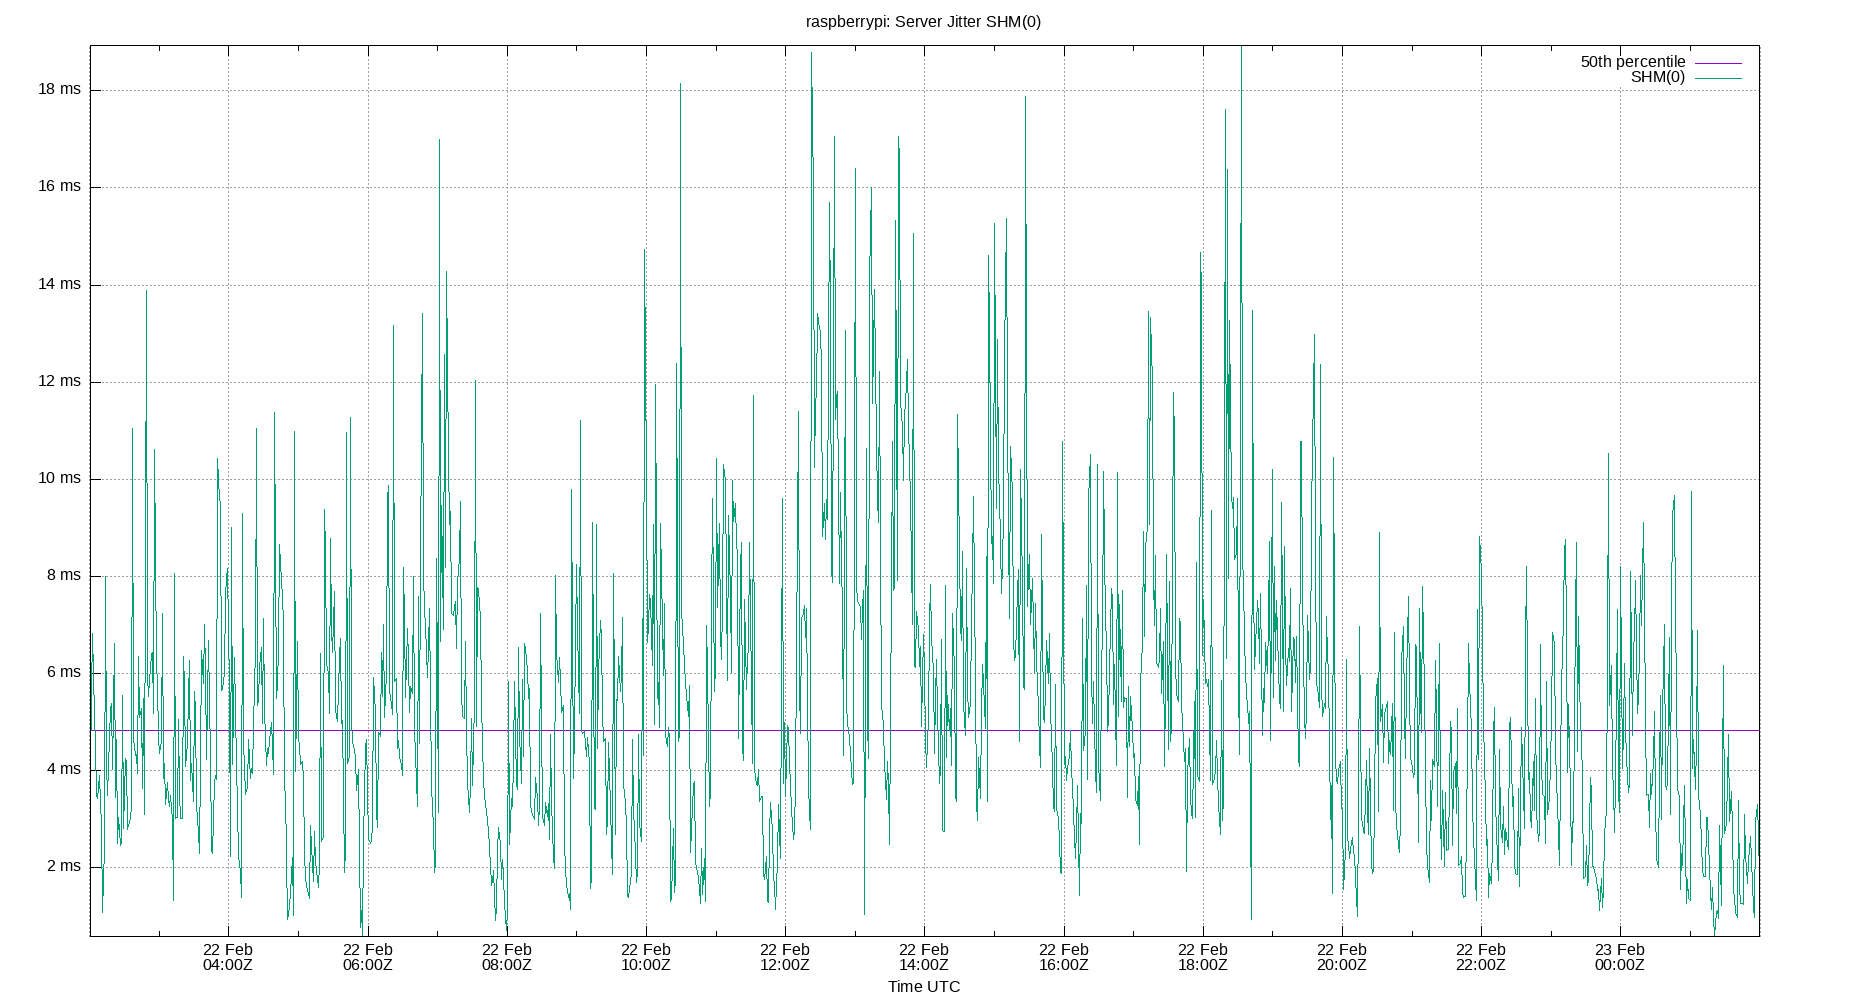 raspberrypi: Server Jitter SHM(0)
50th percentile
SHM(0)
18 ms
16 ms
14 ms
12 ms
10 ms
8 ms
6 ms
4 ms
2 ms
22 Feb 22 Feb 22 Feb 22 Feb 22 Feb 22 Feb 22 Feb 22 Feb 22 Feb 22 Feb 23 Feb
04:00Z 06:00Z 08:00Z 10:00Z 12:00Z 14:00Z 16:00Z 18:00Z 20:00Z 22:00Z 00:00Z
Time UTC